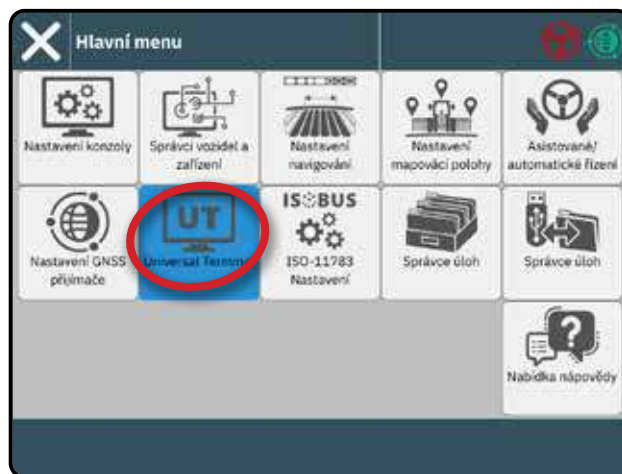 Hlavní menu
Nastavení konzoly
Správci vozidel a
zařízení
Nastavení
navigování
Nastavení
mapovácí polohy
Asistované/
automatické řízení
Nastavení GNSS
přijímače
UT
Universal
ISOBUS
ISO-11783
Nastavení
Správce úloh
Správce úloh
Nabídka nápovědy